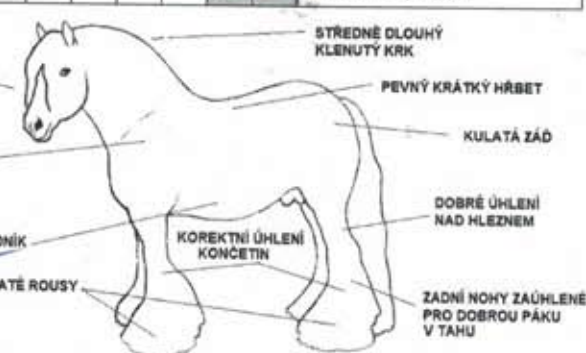 STŘEDNĚ DLOUHÝ
KLENUTÝ KRK
PEVNÝ KRÁTKÝ HŘBET
KULATÁ ZÁĎ
DOBRÉ ÚHLENÍ
NAD HLEZNEM
KOREKTNÍ ÚHLENÍ
KONČETIN
ROUSY
ZADNÍ NOHY ZAÚHLENÉ
PRO DOBROU PÁKU
V TAHU